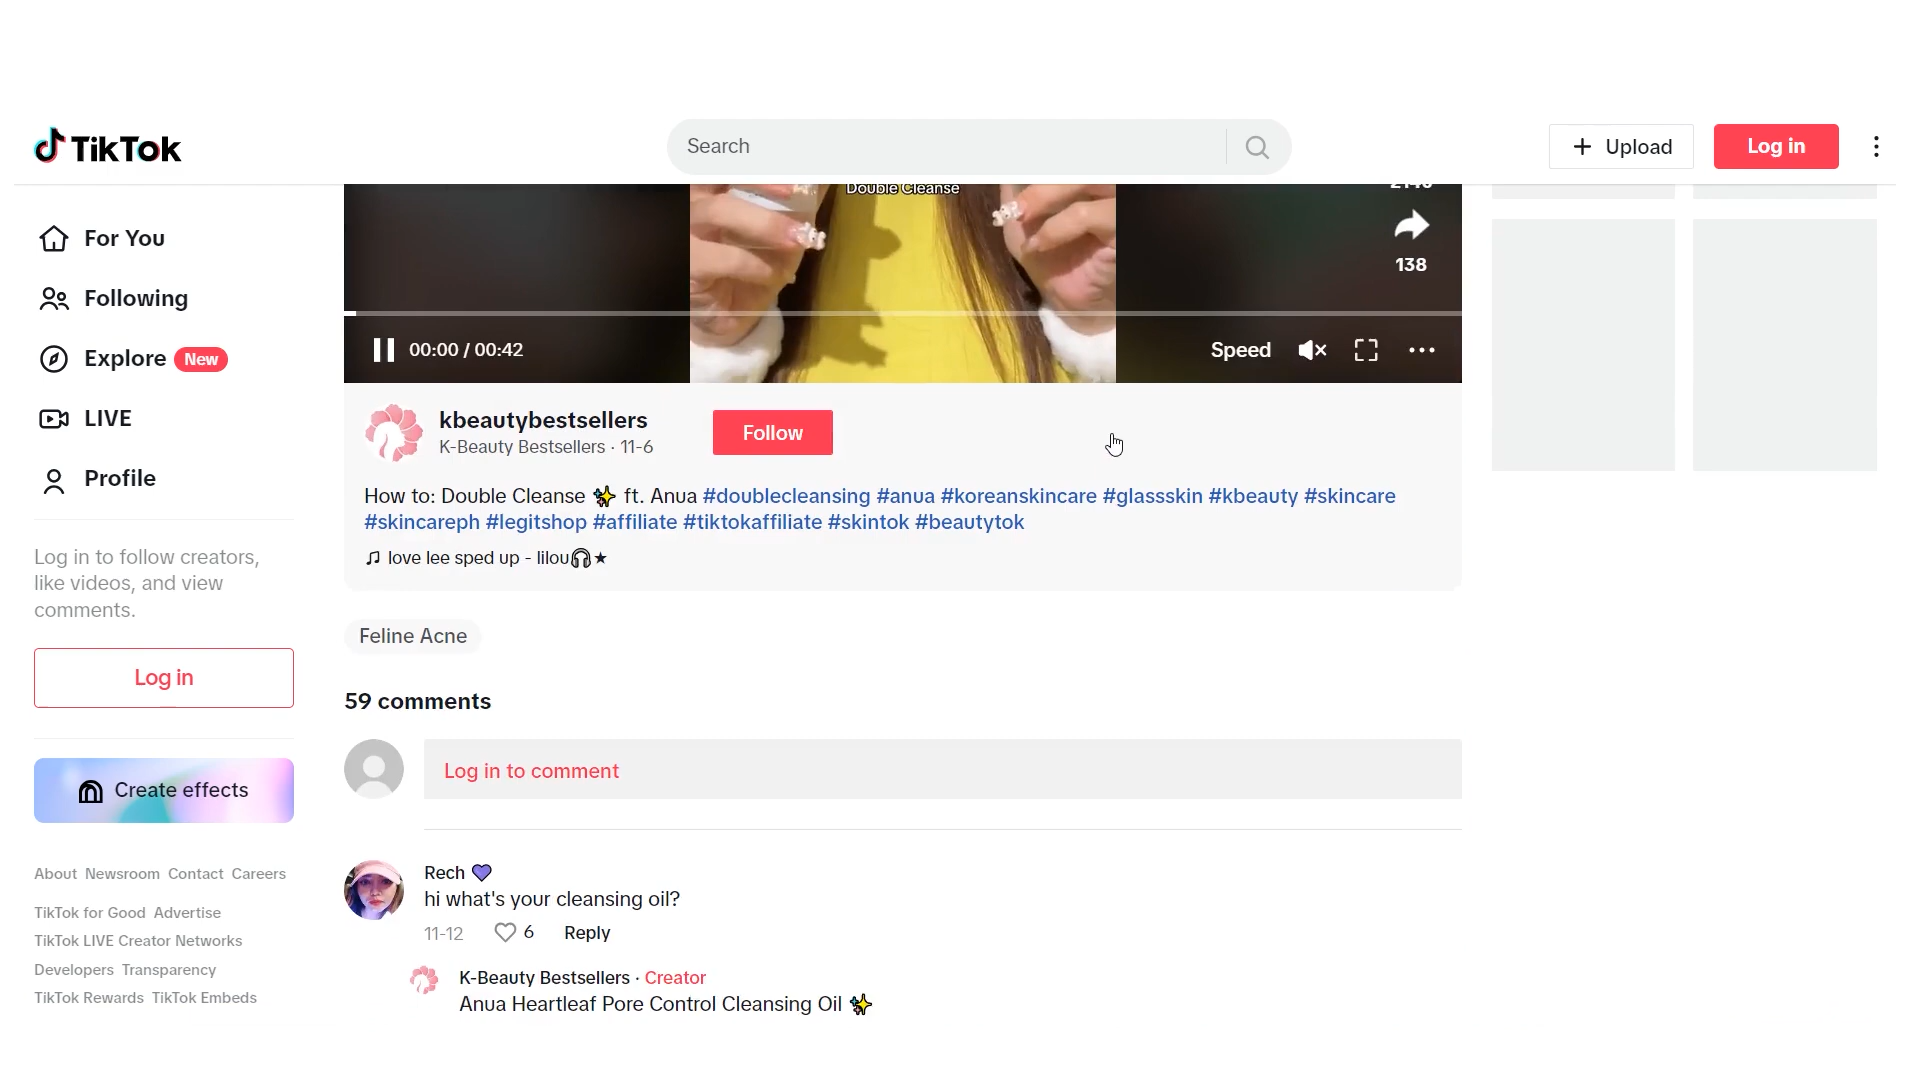 TikTok
Search
Upload
Log in
For You
Following
Explore New
LIVE
Profile
Log in to follow creators,
like videos, and view
comments.
Log in
Create effects
About Newsroom Contact Careers
TikTok for Good Advertise
TikTok LIVE Creator Networks
Developers Transparency
TikTok Rewards TikTok Embeds
Double Cleanse
138
00:00 / 00:42
Speed
kbeautybestsellers
K-Beauty Bestsellers · 11-6
Follow
How to: Double Cleanse ✨ ft. Anua #doublecleansing #anua #koreanskincare #glassskin #kbeauty #skincare
#skincareph #legitshop #affiliate #tiktokaffiliate #skintok #beautytok
♫ love lee sped up - lilou🎧★
Feline Acne
59 comments
Log in to comment
Rech 💜
hi what's your cleansing oil?
11-12 6 Reply
K-Beauty Bestsellers · Creator
Anua Heartleaf Pore Control Cleansing Oil ✨